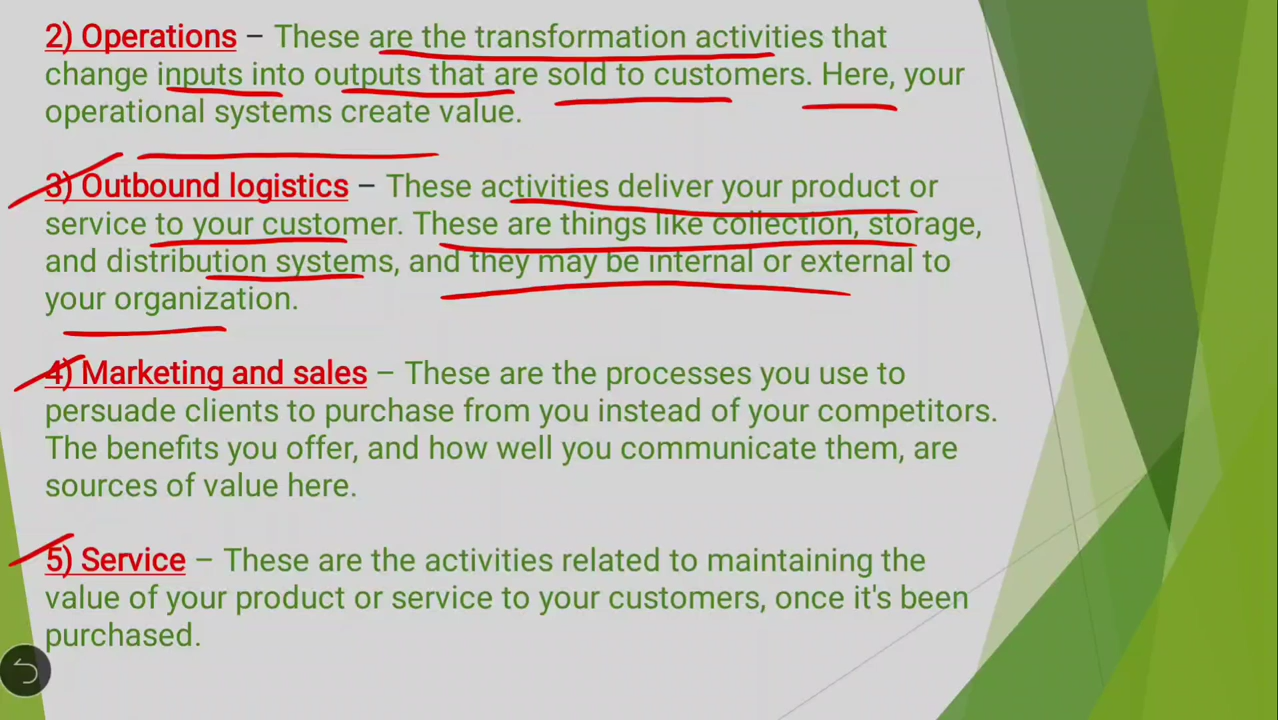 2) Operations – These are the transformation activities that
change inputs into outputs that are sold to customers. Here, your
operational systems create value.
3) Outbound logistics – These activities deliver your product or
service to your customer. These are things like collection, storage,
and distribution systems, and they may be internal or external to
your organization.
4) Marketing and sales – These are the processes you use to
persuade clients to purchase from you instead of your competitors.
The benefits you offer, and how well you communicate them, are
sources of value here.
5) Service – These are the activities related to maintaining the
value of your product or service to your customers, once it's been
purchased.